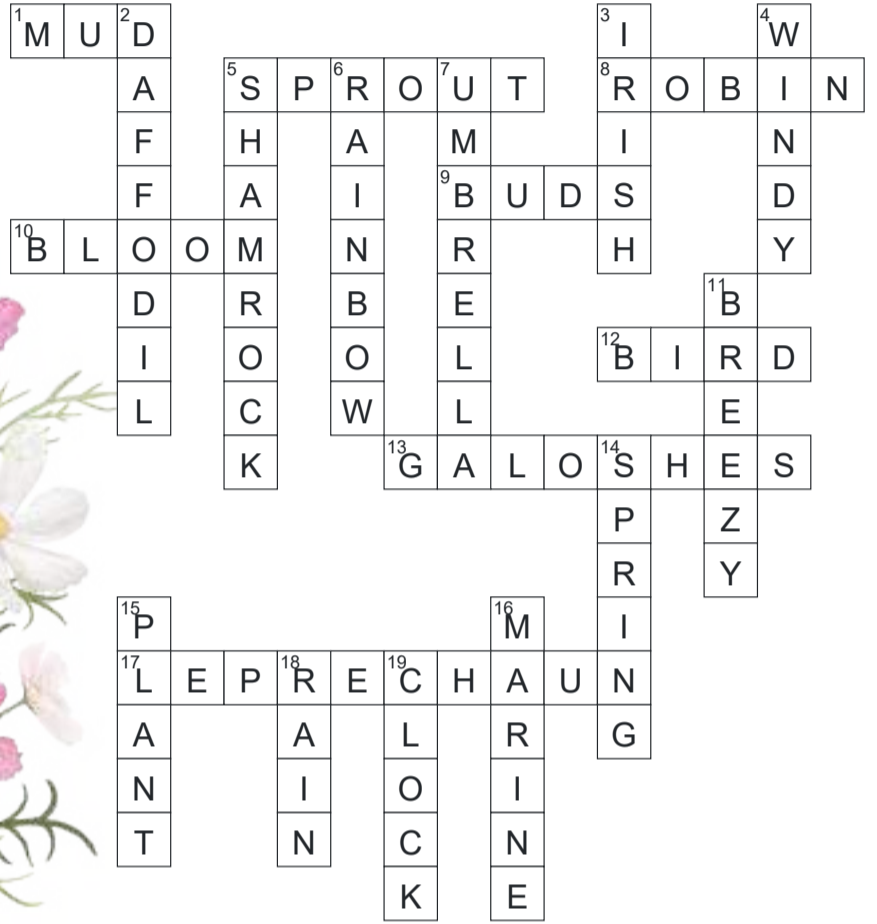 1 M U 2 D 3 I 4 W
A 5 S P 6 R O 7 U T 8 R O B I N
F H A M I N
F A I 9 B U D S D
10 B L O O M N R H Y
D R B E 11 B
I O O L 12 B I R D
L C W L E
K 13 G A L O 14 S H E S
P Z
R Y
15 P 16 M I
17 L E P 18 R E 19 C H A U N
A A L R G
N I O I
T N C N
K E